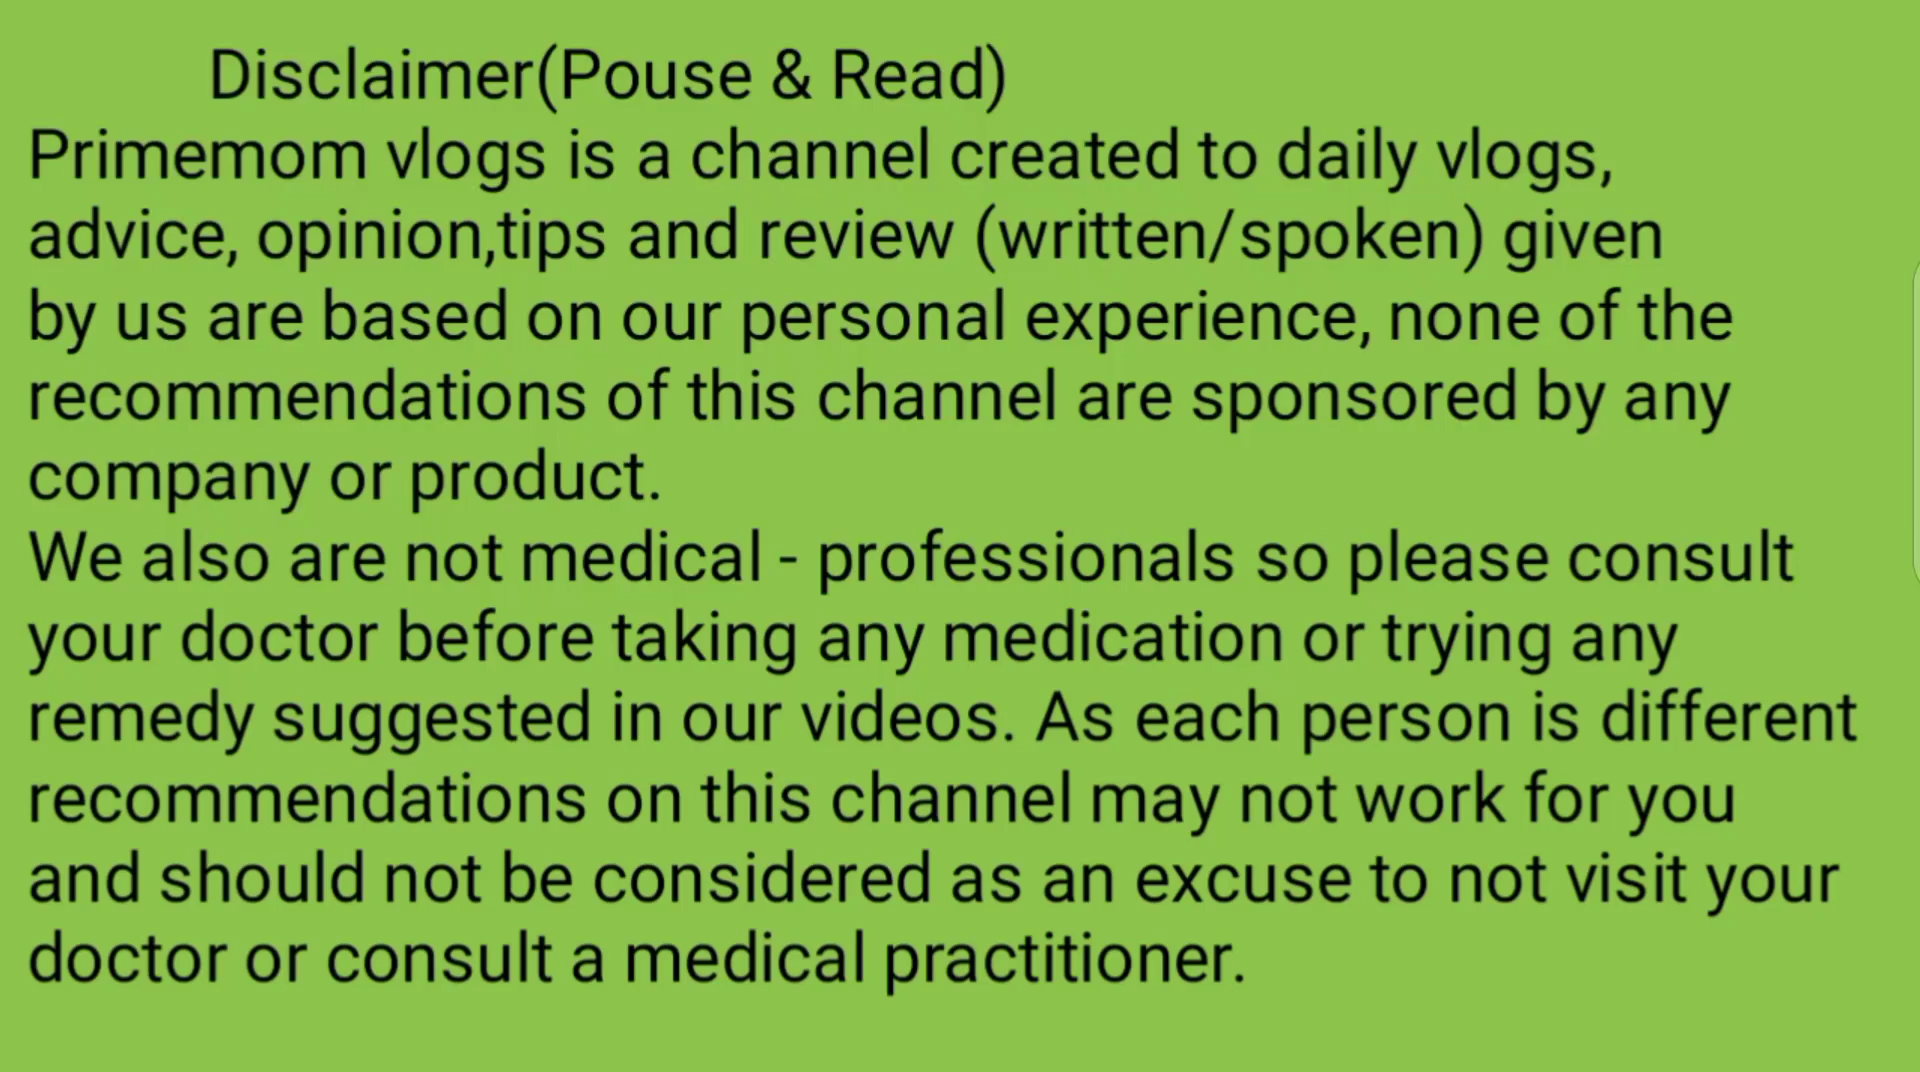 Disclaimer(Pouse & Read)
Primemom vlogs is a channel created to daily vlogs,
advice, opinion,tips and review (written/spoken) given
by us are based on our personal experience, none of the
recommendations of this channel are sponsored by any
company or product.
We also are not medical - professionals so please consult
your doctor before taking any medication or trying any
remedy suggested in our videos. As each person is different
recommendations on this channel may not work for you
and should not be considered as an excuse to not visit your
doctor or consult a medical practitioner.